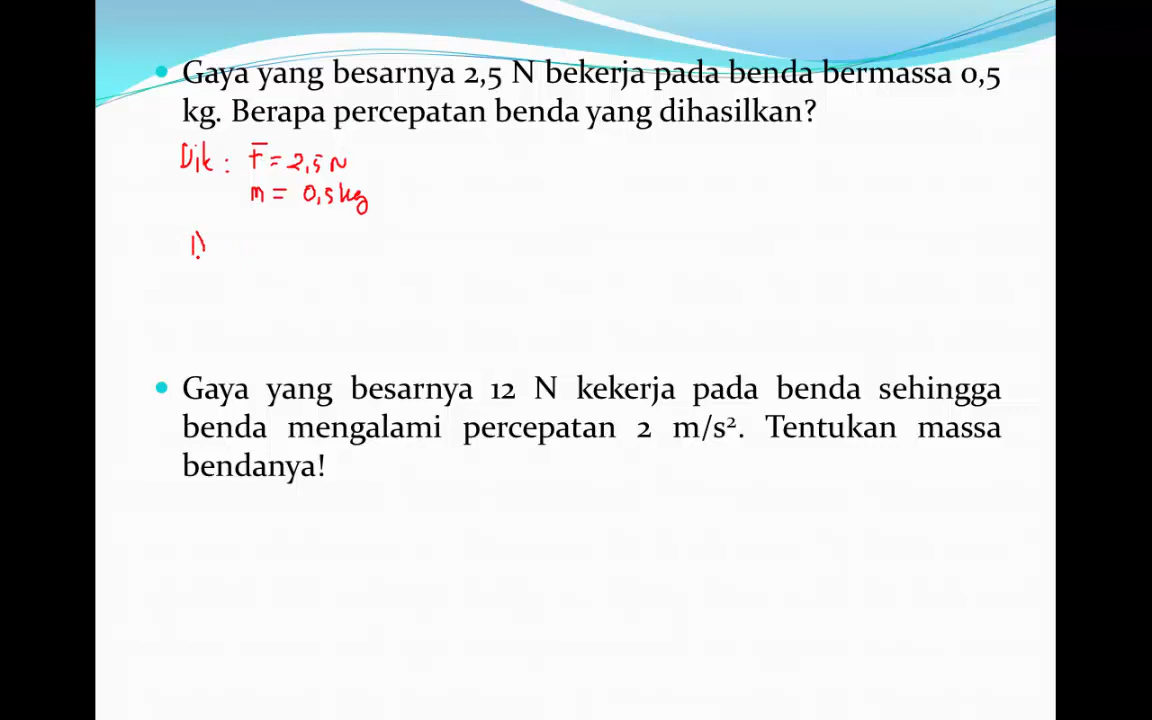 Gaya yang besarnya 2,5 N bekerja pada benda bermassa 0,5
kg. Berapa percepatan benda yang dihasilkan?
Dik : F = 2,5 N
m = 0,5 kg
Gaya yang besarnya 12 N kekerja pada benda sehingga
benda mengalami percepatan 2 m/s². Tentukan massa
bendanya!